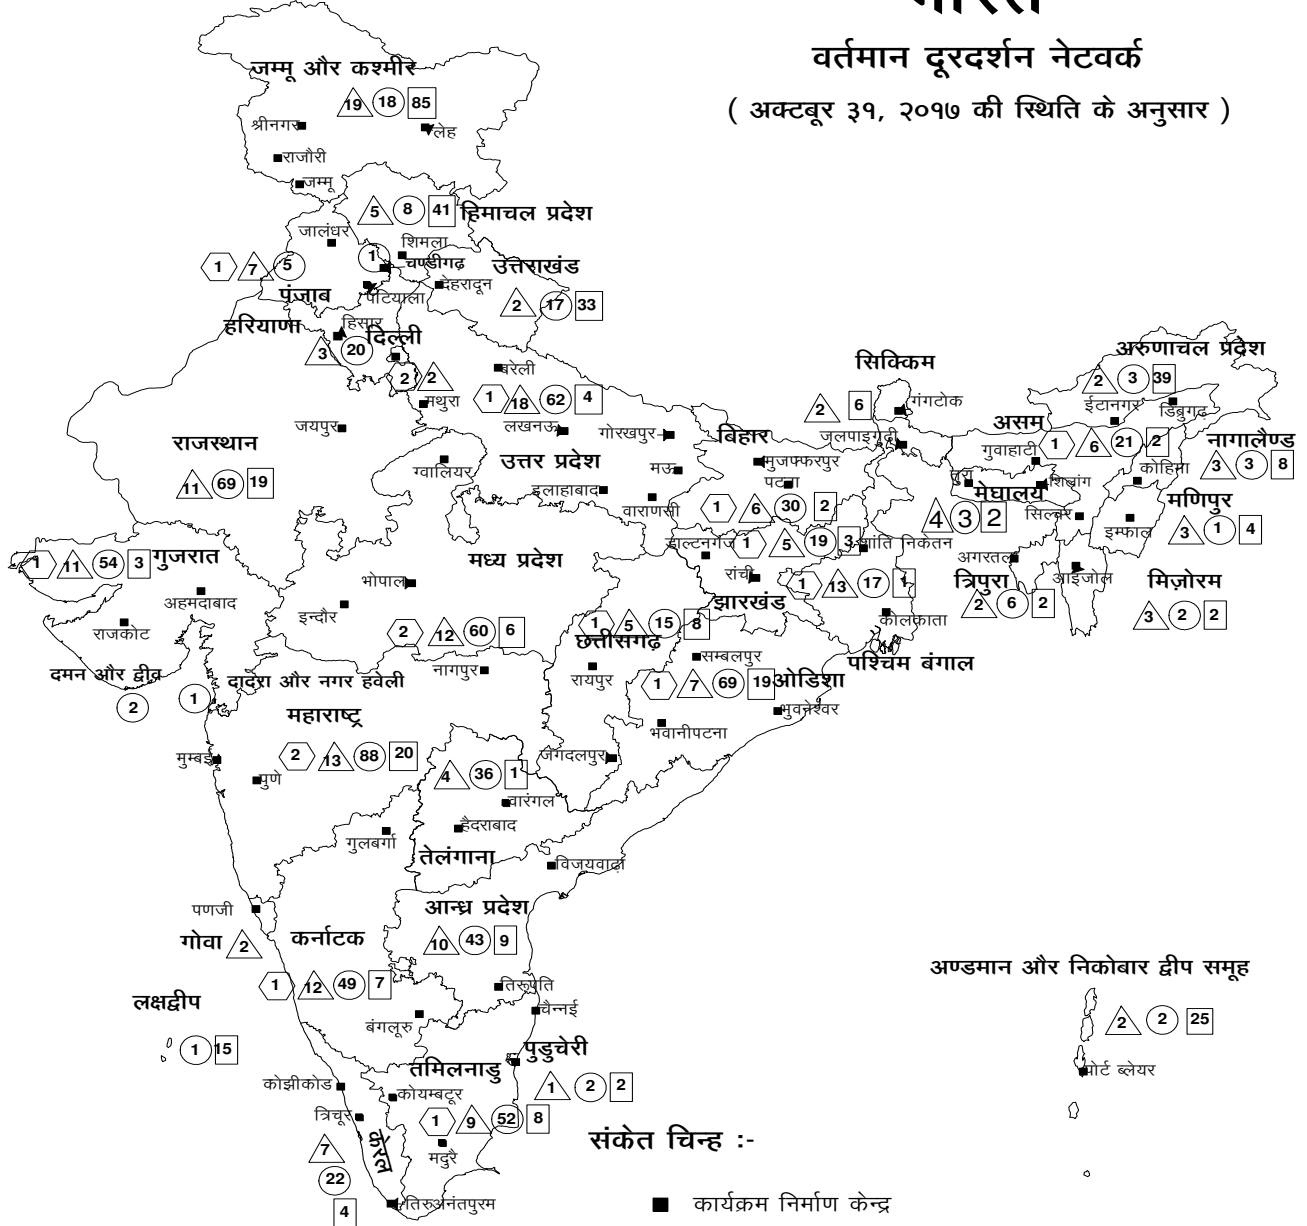 भारत
वर्तमान दूरदर्शन नेटवर्क
( अक्टबूर ३१, २०१७ की स्थिति के अनुसार )
जम्मू और कश्मीर
19 18 85
श्रीनगर
लेह
राजौरी
जम्मू
5 8 41 हिमाचल प्रदेश
जालंधर
शिमला
1 7 5
1
चण्डीगढ़
उत्तराखंड
पंजाब
पटियाला
देहरादून
2 17 33
हरियाणा
हिसार
दिल्ली
3 20
2 2
बरेली
मथुरा
1 18 62 4
सिक्किम
अरुणाचल प्रदेश
2 3 39
2 6
गंगटोक
ईटानगर
डिब्रुगढ़
जयपुर
लखनऊ
गोरखपुर
बिहार
जलपाइगुड़ी
असम
गुवाहाटी
1 6 21 2
नागालैण्ड
राजस्थान
ग्वालियर
उत्तर प्रदेश
मऊ
मुजफ्फरपुर
कोहिमा
3 3 8
11 69 19
इलाहाबाद
पटना
तुरा
मेघालय
शिलांग
मणिपुर
वाराणसी
1 6 30 2
4 3 2
सिल्चर
इम्फाल
3 1 4
1 11 54 3
गुजरात
मध्य प्रदेश
डाल्टनगंज
1 5 19 3
शांति निकेतन
अगरतला
भोपाल
रांची
1 13 17 1
त्रिपुरा
आइजोल
मिज़ोरम
अहमदाबाद
इन्दौर
झारखंड
2 6 2
3 2 2
राजकोट
2 12 60 6
1 5 15 8
कोलकाता
छत्तीसगढ़
दमन और द्वीव
दादरा और नगर हवेली
नागपुर
रायपुर
सम्बलपुर
पश्चिम बंगाल
2
1
1 7 69 19
ओडिशा
महाराष्ट्र
भुवनेश्वर
भवानीपटना
मुम्बई
2 13 88 20
जगदलपुर
पुणे
4 36 1
वारंगल
गुलबर्गा
हैदराबाद
तेलंगाना
विजयवाढ़ा
पणजी
आन्ध्र प्रदेश
गोवा 2
कर्नाटक
10 43 9
अण्डमान और निकोबार द्वीप समूह
1 12 49 7
तिरूपति
लक्षद्वीप
बंगलूरु
चैन्नई
2 2 25
1 15
तमिलनाडु
पुडुचेरी
पोर्ट ब्लेयर
कोझीकोड
कोयम्बटूर
1 2 2
त्रिचूर
1 9 52 8
केरल
मदुरै
संकेत चिन्ह :-
7
22
4
तिरुअनंतपुरम
कार्यक्रम निर्माण केन्द्र